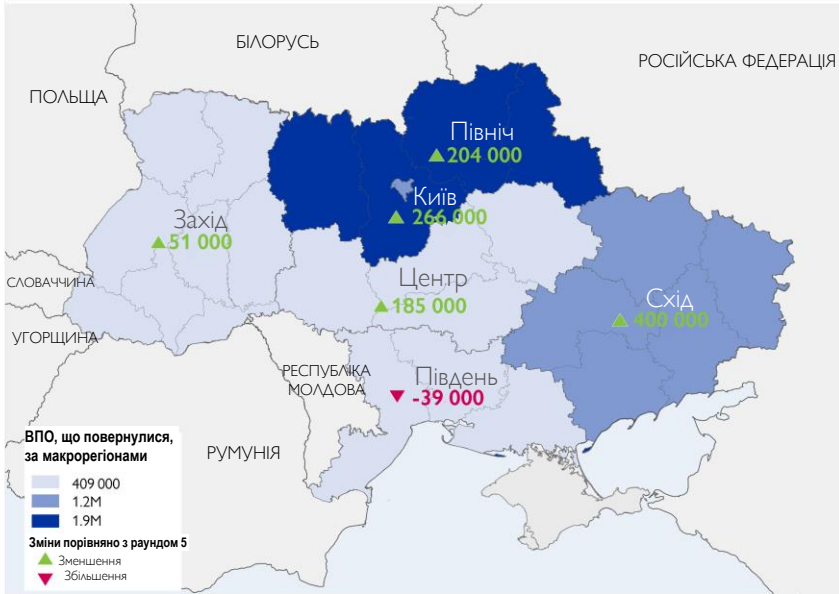 БІЛОРУСЬ
РОСІЙСЬКА ФЕДЕРАЦІЯ
ПОЛЬЩА
Північ
204 000
Київ
266 000
Захід
51 000
Центр
185 000
Схід
400 000
СЛОВАЧЧИНА
УГОРЩИНА
РЕСПУБЛІКА
МОЛДОВА
Південь
-39 000
РУМУНІЯ
ВПО, що повернулися,
за макрорегіонами
409 000
1.2М
1.9М
Зміни порівняно з раундом 5
Зменшення
Збільшення